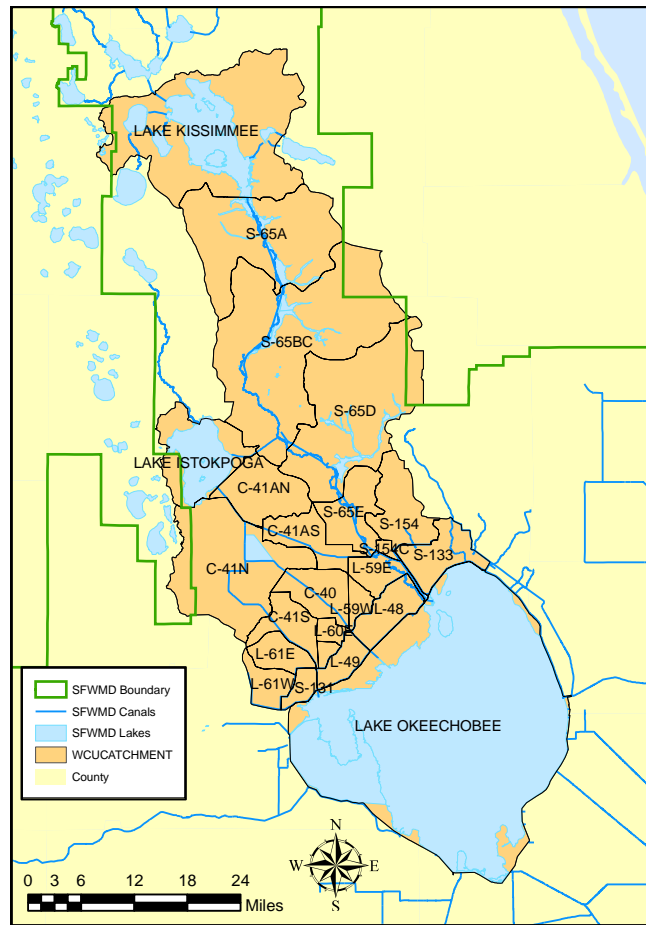 LAKE KISSIMMEE
S-65A
S-65BC
S-65D
LAKE ISTOKPOGA
C-41AN
S-65E
S-154
C-41AS
S-154C
S-133
C-41N
L-59E
C-40
L-59W
L-48
C-41S
L-60E
L-61E
L-49
L-61W
S-131
LAKE OKEECHOBEE
SFWMD Boundary
SFWMD Canals
SFWMD Lakes
WCUCATCHMENT
County
N
W E
S
0 3 6 12 18 24
Miles